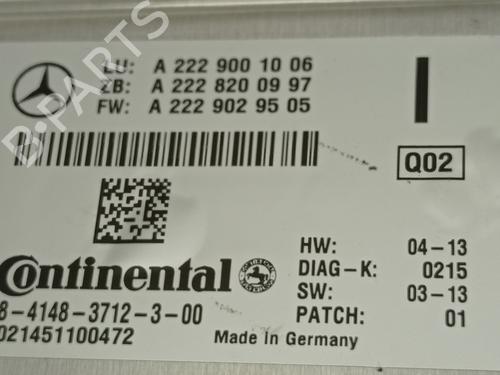 LU: A 222 900 10 06
ZB: A 222 820 09 97
FW: A 222 902 95 05
Q02
Continental
HW: 04-13
DIAG-K: 0215
SW: 03-13
PATCH: 01
8-4148-3712-3-00
021451100472
Made in Germany
B-PARTS